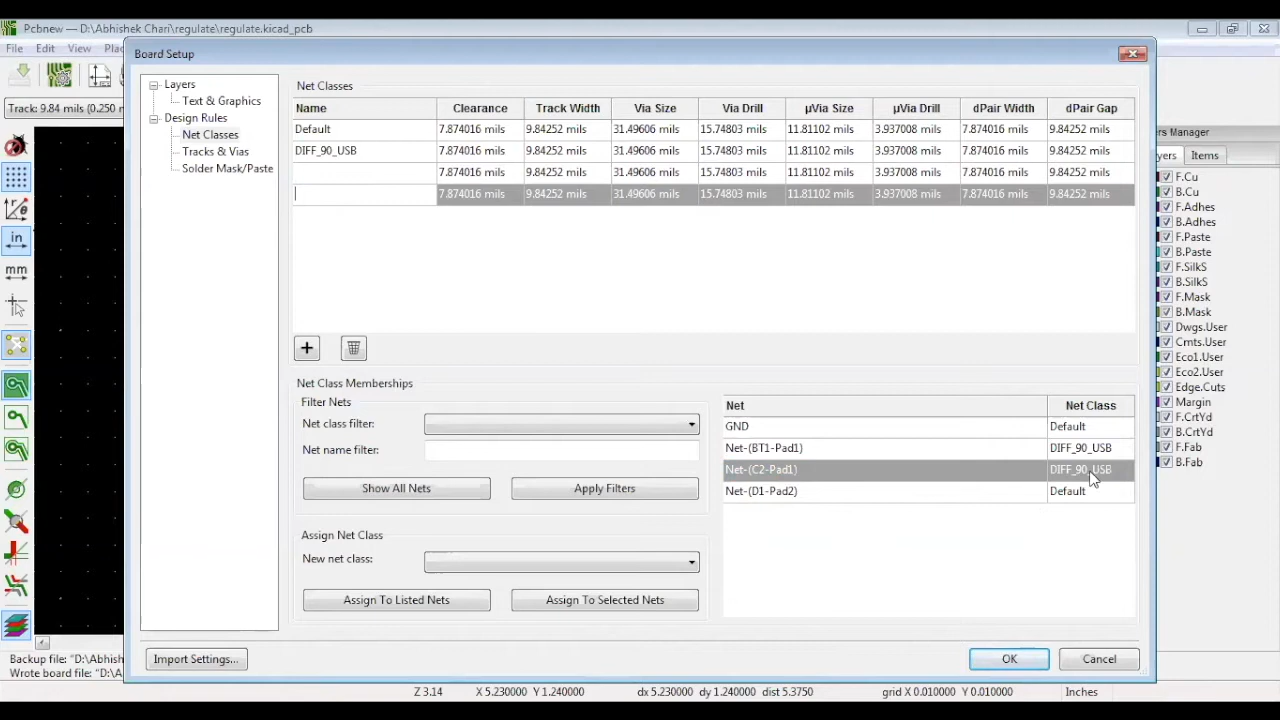 Pcbnew — D:\Abhishek Chari\regulate\regulate.kicad_pcb
File Edit View
Board Setup
Track: 9.84 mils (0.250
Layers
Text & Graphics
Design Rules
Net Classes
Tracks & Vias
Solder Mask/Paste
Net Classes
Name Clearance Track Width Via Size Via Drill µVia Size µVia Drill dPair Width dPair Gap
Default 7.874016 mils 9.84252 mils 31.49606 mils 15.74803 mils 11.81102 mils 3.937008 mils 7.874016 mils 9.84252 mils
DIFF_90_USB 7.874016 mils 9.84252 mils 31.49606 mils 15.74803 mils 11.81102 mils 3.937008 mils 7.874016 mils 9.84252 mils
7.874016 mils 9.84252 mils 31.49606 mils 15.74803 mils 11.81102 mils 3.937008 mils 7.874016 mils 9.84252 mils
7.874016 mils 9.84252 mils 31.49606 mils 15.74803 mils 11.81102 mils 3.937008 mils 7.874016 mils 9.84252 mils
in
mm
Net Class Memberships
Filter Nets
Net class filter:
Net name filter:
Show All Nets Apply Filters
Assign Net Class
New net class:
Assign To Listed Nets Assign To Selected Nets
Net Net Class
GND Default
Net-(BT1-Pad1) DIFF_90_USB
Net-(C2-Pad1) DIFF_90_USB
Net-(D1-Pad2) Default
Import Settings... OK Cancel
ers Manager
yers Items
F.Cu
B.Cu
F.Adhes
B.Adhes
F.Paste
B.Paste
F.SilkS
B.SilkS
F.Mask
B.Mask
Dwgs.User
Cmts.User
Eco1.User
Eco2.User
Edge.Cuts
Margin
F.CrtYd
B.CrtYd
F.Fab
B.Fab
Backup file: "D:\Abhish
Wrote board file: "D:\A
Z 3.14 X 5.230000 Y 1.240000 dx 5.230000 dy 1.240000 dist 5.3750 grid X 0.010000 Y 0.010000 Inches